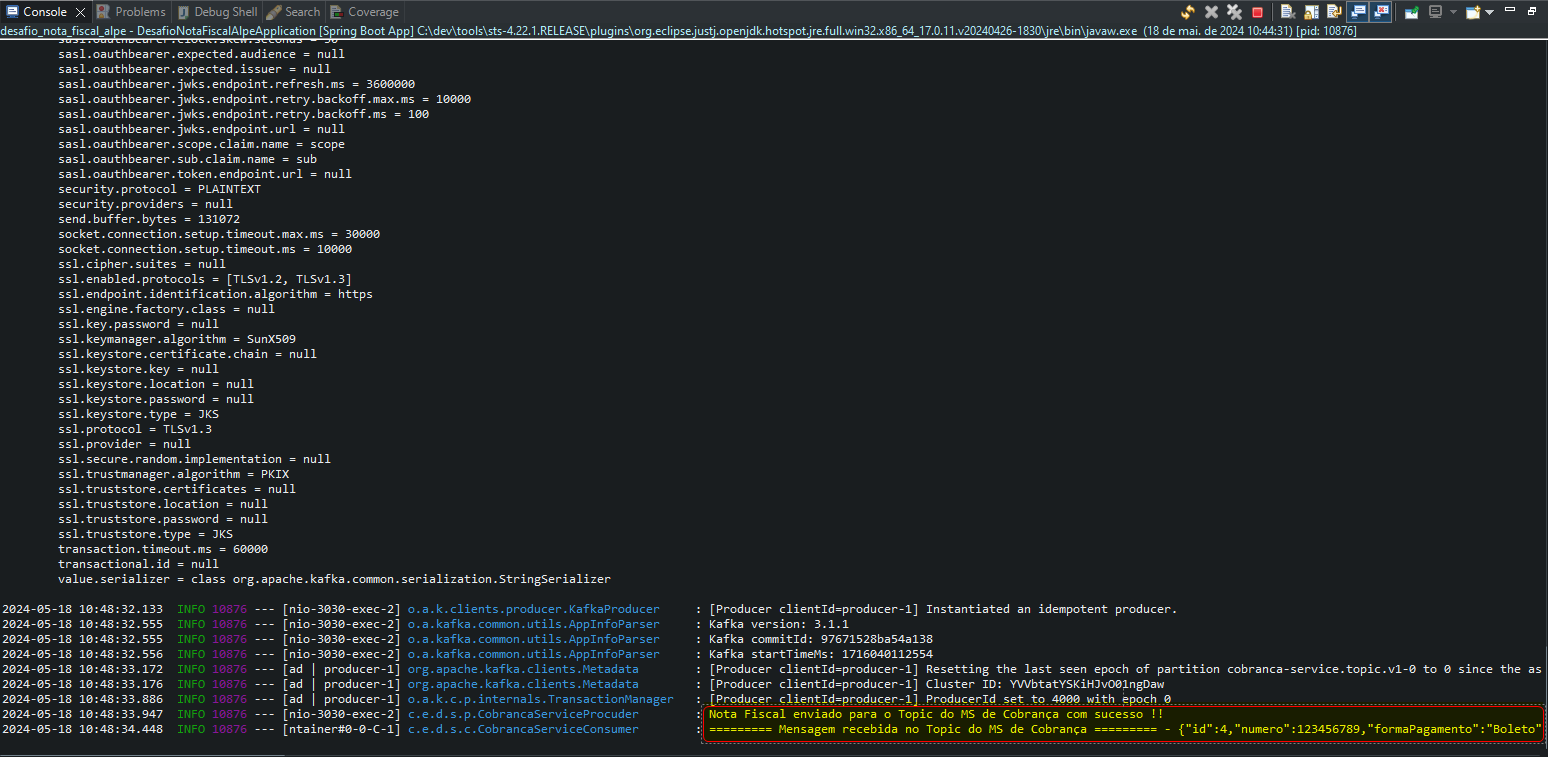 Console Problems Debug Shell Search Coverage
desafio_nota_fiscal_alpe - DesafioNotaFiscalAlpeApplication [Spring Boot App] C:\dev\tools\sts-4.22.1.RELEASE\plugins\org.eclipse.justj.openjdk.hotspot.jre.full.win32.x86_64_17.0.11.v20240426-1830\jre\bin\javaw.exe (18 de mai. de 2024 10:44:31) [pid: 10876]
sasl.oauthbearer.clock.skew.seconds = 30
sasl.oauthbearer.expected.audience = null
sasl.oauthbearer.expected.issuer = null
sasl.oauthbearer.jwks.endpoint.refresh.ms = 3600000
sasl.oauthbearer.jwks.endpoint.retry.backoff.max.ms = 10000
sasl.oauthbearer.jwks.endpoint.retry.backoff.ms = 100
sasl.oauthbearer.jwks.endpoint.url = null
sasl.oauthbearer.scope.claim.name = scope
sasl.oauthbearer.sub.claim.name = sub
sasl.oauthbearer.token.endpoint.url = null
security.protocol = PLAINTEXT
security.providers = null
send.buffer.bytes = 131072
socket.connection.setup.timeout.max.ms = 30000
socket.connection.setup.timeout.ms = 10000
ssl.cipher.suites = null
ssl.enabled.protocols = [TLSv1.2, TLSv1.3]
ssl.endpoint.identification.algorithm = https
ssl.engine.factory.class = null
ssl.key.password = null
ssl.keymanager.algorithm = SunX509
ssl.keystore.certificate.chain = null
ssl.keystore.key = null
ssl.keystore.location = null
ssl.keystore.password = null
ssl.keystore.type = JKS
ssl.protocol = TLSv1.3
ssl.provider = null
ssl.secure.random.implementation = null
ssl.trustmanager.algorithm = PKIX
ssl.truststore.certificates = null
ssl.truststore.location = null
ssl.truststore.password = null
ssl.truststore.type = JKS
transaction.timeout.ms = 60000
transactional.id = null
value.serializer = class org.apache.kafka.common.serialization.StringSerializer
2024-05-18 10:48:32.133 INFO 10876 --- [nio-3030-exec-2] o.a.k.clients.producer.KafkaProducer : [Producer clientId=producer-1] Instantiated an idempotent producer.
2024-05-18 10:48:32.555 INFO 10876 --- [nio-3030-exec-2] o.a.kafka.common.utils.AppInfoParser : Kafka version: 3.1.1
2024-05-18 10:48:32.555 INFO 10876 --- [nio-3030-exec-2] o.a.kafka.common.utils.AppInfoParser : Kafka commitId: 97671528ba54a138
2024-05-18 10:48:32.556 INFO 10876 --- [nio-3030-exec-2] o.a.kafka.common.utils.AppInfoParser : Kafka startTimeMs: 1716040112554
2024-05-18 10:48:33.172 INFO 10876 --- [ad | producer-1] org.apache.kafka.clients.Metadata : [Producer clientId=producer-1] Resetting the last seen epoch of partition cobranca-service.topic.v1-0 to 0 since the as
2024-05-18 10:48:33.176 INFO 10876 --- [ad | producer-1] org.apache.kafka.clients.Metadata : [Producer clientId=producer-1] Cluster ID: YVVbtatYSKiHJvO01ngDaw
2024-05-18 10:48:33.886 INFO 10876 --- [ad | producer-1] o.a.k.c.p.internals.TransactionManager : [Producer clientId=producer-1] ProducerId set to 4000 with epoch 0
2024-05-18 10:48:33.947 INFO 10876 --- [nio-3030-exec-2] c.e.d.s.p.CobrancaServiceProcuder : Nota Fiscal enviado para o Topic do MS de Cobrança com sucesso !!
2024-05-18 10:48:34.448 INFO 10876 --- [ntainer#0-0-C-1] c.e.d.s.c.CobrancaServiceConsumer : ========= Mensagem recebida no Topic do MS de Cobrança ========= - {"id":4,"numero":123456789,"formaPagamento":"Boleto"